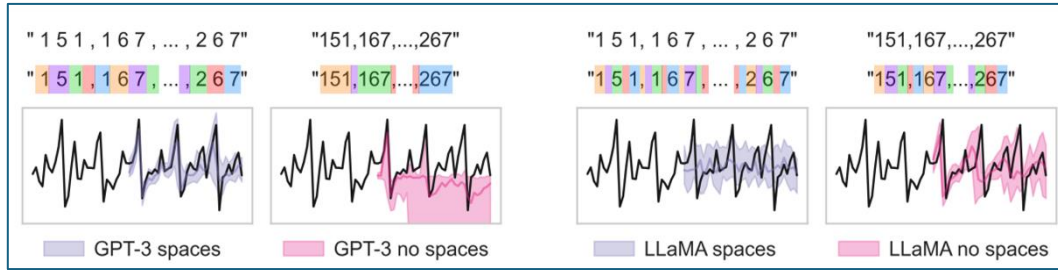 " 1 5 1 , 1 6 7 , ... , 2 6 7"
"151,167,...,267"
" 1 5 1 , 1 6 7 , ... , 2 6 7"
"151,167,...,267"
" 1 5 1 , 1 6 7 , ... , 2 6 7"
"151,167,...,267"
" 1 5 1 , 1 6 7 , ... , 2 6 7"
"151,167,...,267"
GPT-3 spaces
GPT-3 no spaces
LLaMA spaces
LLaMA no spaces